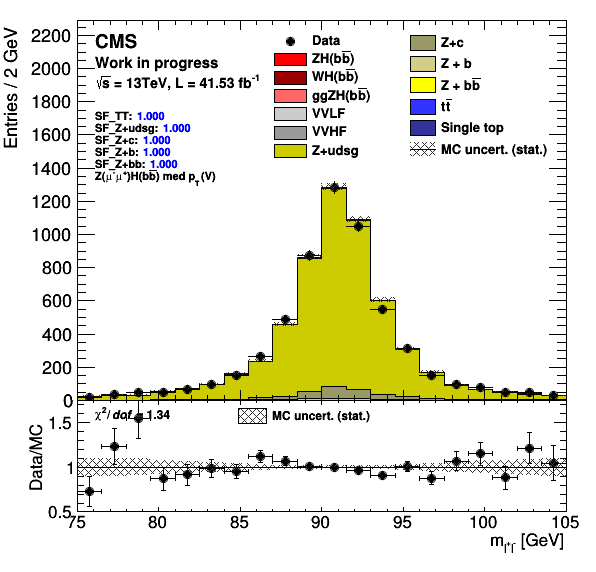 CMS
Work in progress
√s = 13TeV, L = 41.53 fb⁻¹
SF_TT: 1.000
SF_Z+udsg: 1.000
SF_Z+c: 1.000
SF_Z+b: 1.000
SF_Z+bb: 1.000
Z(μ⁻μ⁺)H(bb̅) med p_T(V)
Data
ZH(bb̅)
WH(bb̅)
ggZH(bb̅)
VVLF
VVHF
Z+udsg
Z+c
Z + b
Z + bb̅
tt̅
Single top
MC uncert. (stat.)
Entries / 2 GeV
2200
2000
1800
1600
1400
1200
1000
800
600
400
200
0
χ²/dof = 1.34
MC uncert. (stat.)
Data/MC
1.5
1
0.5
75 80 85 90 95 100 105
m_l⁺l⁻ [GeV]